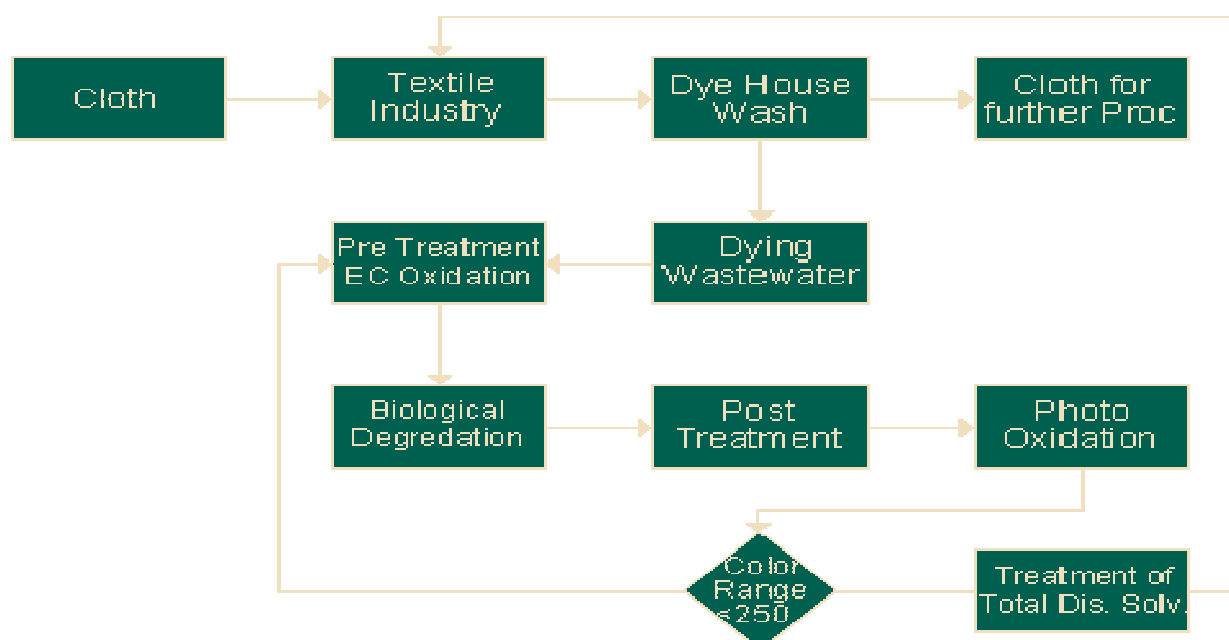 Cloth
Textile
Industry
Dye House
Wash
Cloth for
further Proc
Pre Treatment
EC Oxidation
Dying
Wastewater
Biological
Degredation
Post
Treatment
Photo
Oxidation
Color
Range
≤250
Treatment of
Total Dis. Solv.